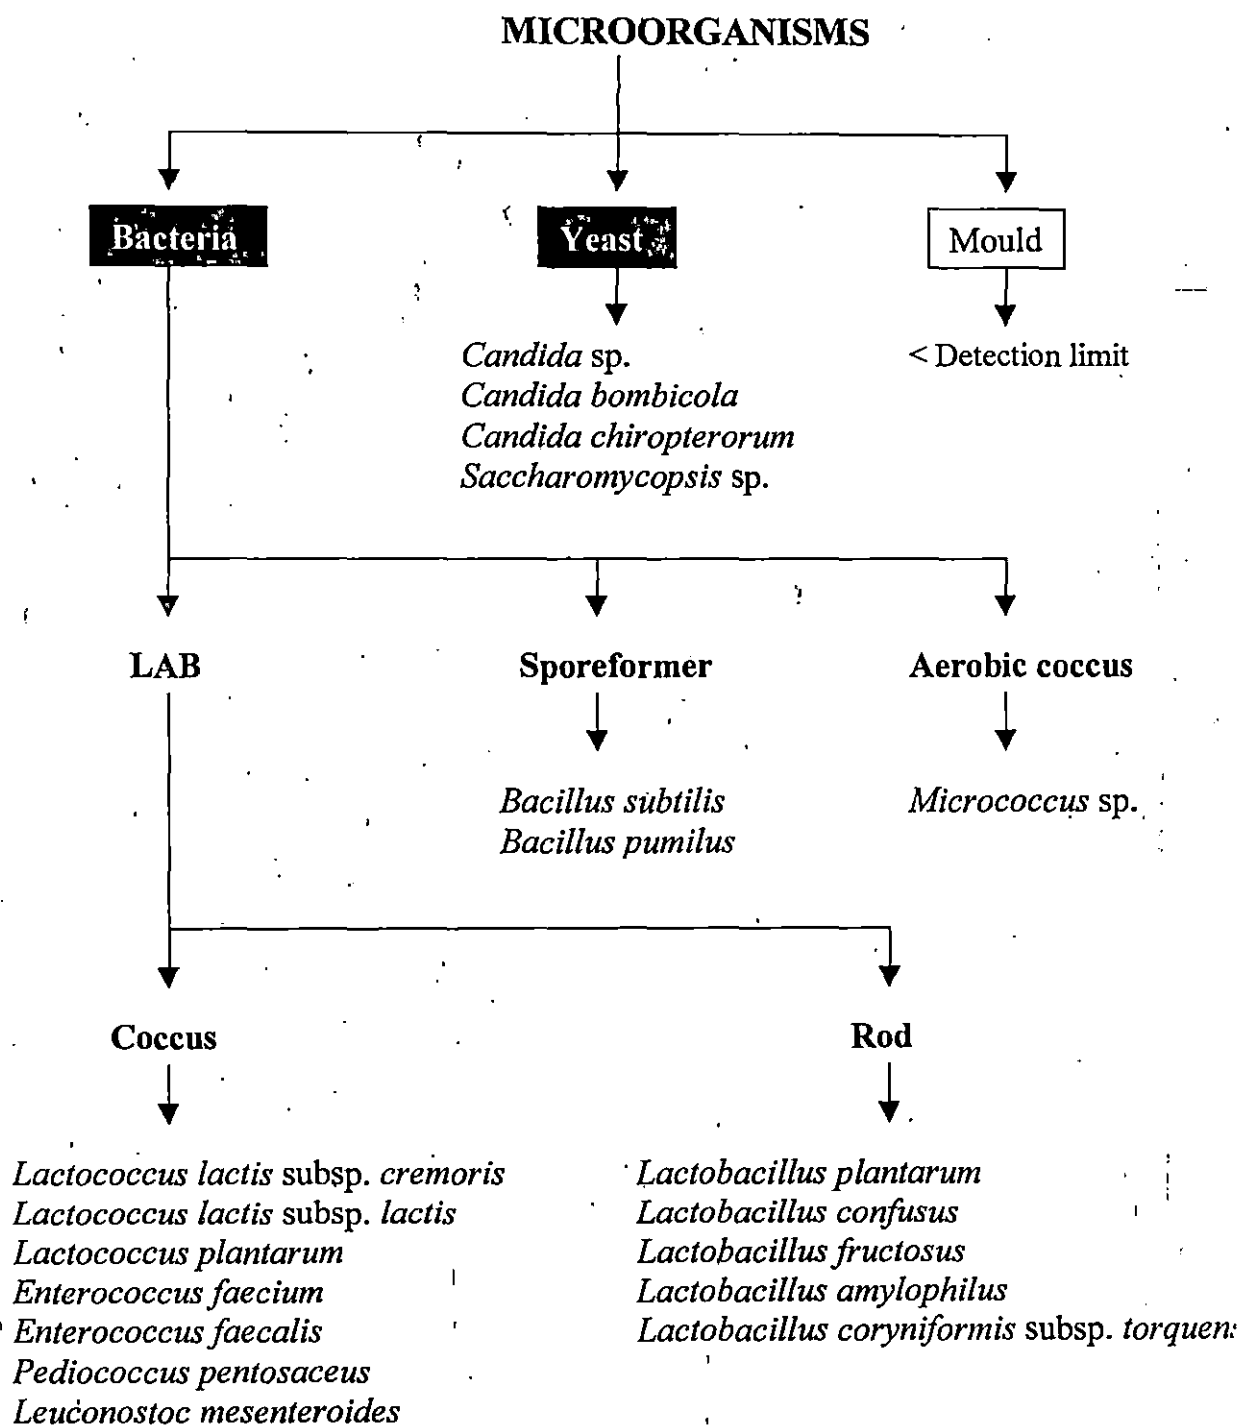 MICROORGANISMS
Bacteria
Yeast
Mould
Candida sp.
Candida bombicola
Candida chiropterorum
Saccharomycopsis sp.
< Detection limit
LAB
Sporeformer
Aerobic coccus
Bacillus subtilis
Bacillus pumilus
Micrococcus sp.
Coccus
Rod
Lactococcus lactis subsp. cremoris
Lactococcus lactis subsp. lactis
Lactococcus plantarum
Enterococcus faecium
Enterococcus faecalis
Pediococcus pentosaceus
Leuconostoc mesenteroides
Lactobacillus plantarum
Lactobacillus confusus
Lactobacillus fructosus
Lactobacillus amylophilus
Lactobacillus coryniformis subsp.